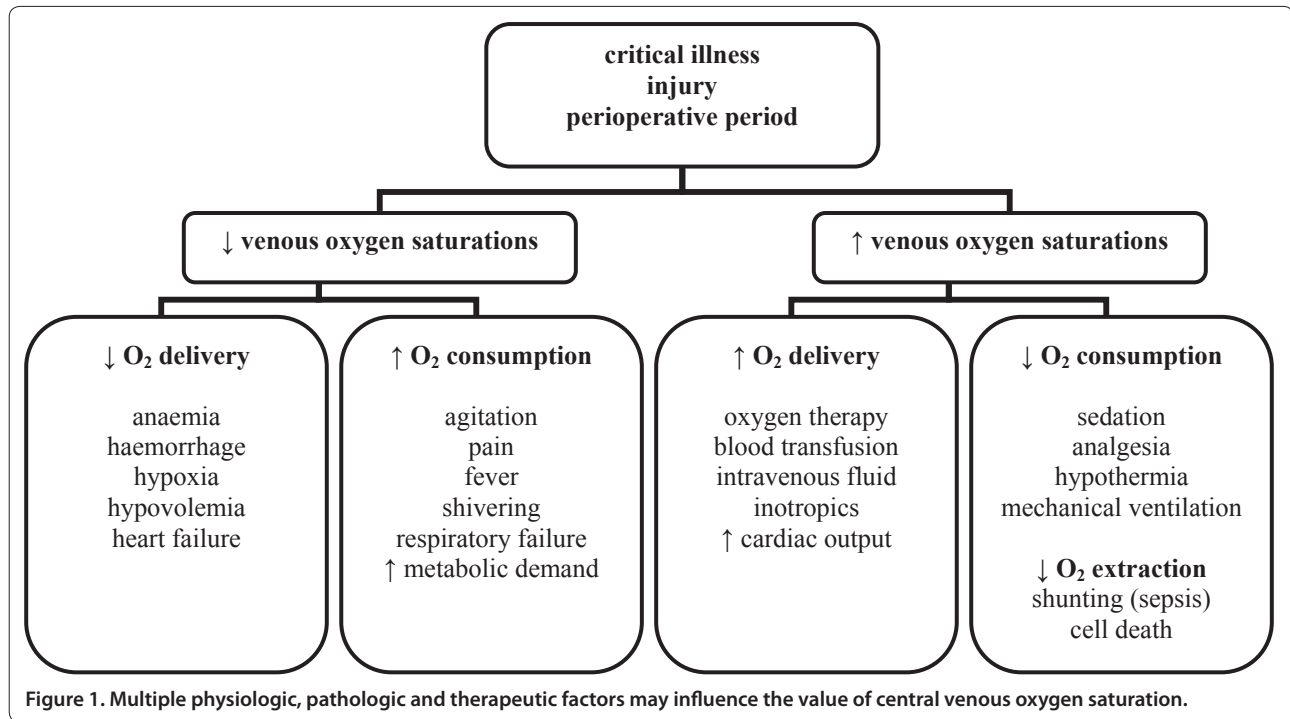 critical illness
injury
perioperative period
↓ venous oxygen saturations
↑ venous oxygen saturations
↓ O₂ delivery
anaemia
haemorrhage
hypoxia
hypovolemia
heart failure
↑ O₂ consumption
agitation
pain
fever
shivering
respiratory failure
↑ metabolic demand
↑ O₂ delivery
oxygen therapy
blood transfusion
intravenous fluid
inotropics
↑ cardiac output
↓ O₂ consumption
sedation
analgesia
hypothermia
mechanical ventilation
↓ O₂ extraction
shunting (sepsis)
cell death
Figure 1. Multiple physiologic, pathologic and therapeutic factors may influence the value of central venous oxygen saturation.